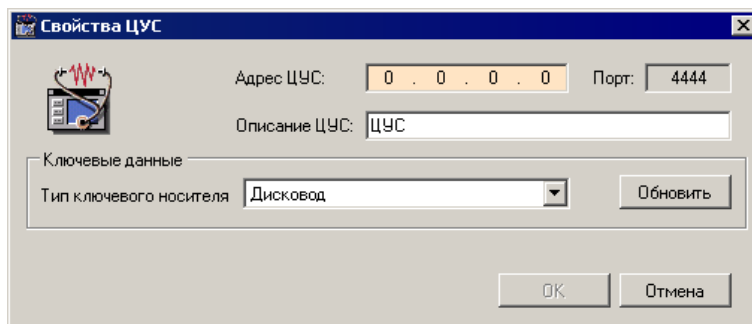 Свойства ЦУС
Адрес ЦУС: 0 . 0 . 0 . 0 Порт: 4444
Описание ЦУС: ЦУС
Ключевые данные
Тип ключевого носителя Дисковод Обновить
OK Отмена